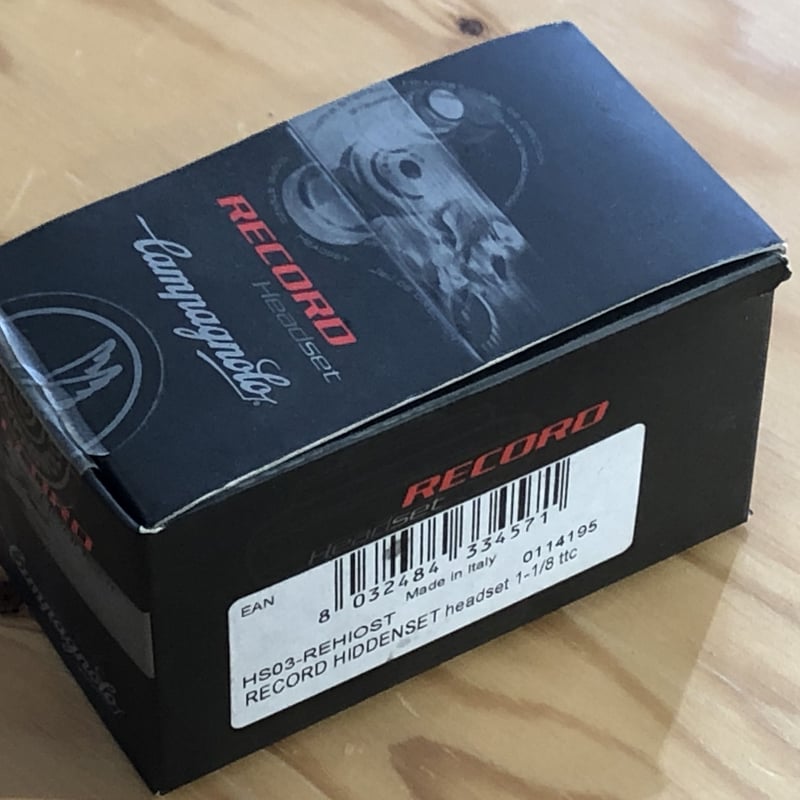 RECORD
Headset
Campagnolo
RECORD
Headset
EAN
8 032484 334571
Made in Italy
0114195
HS03-REHIOST
RECORD HIDDENSET headset 1-1/8 ttc
RECORD
Campagnolo